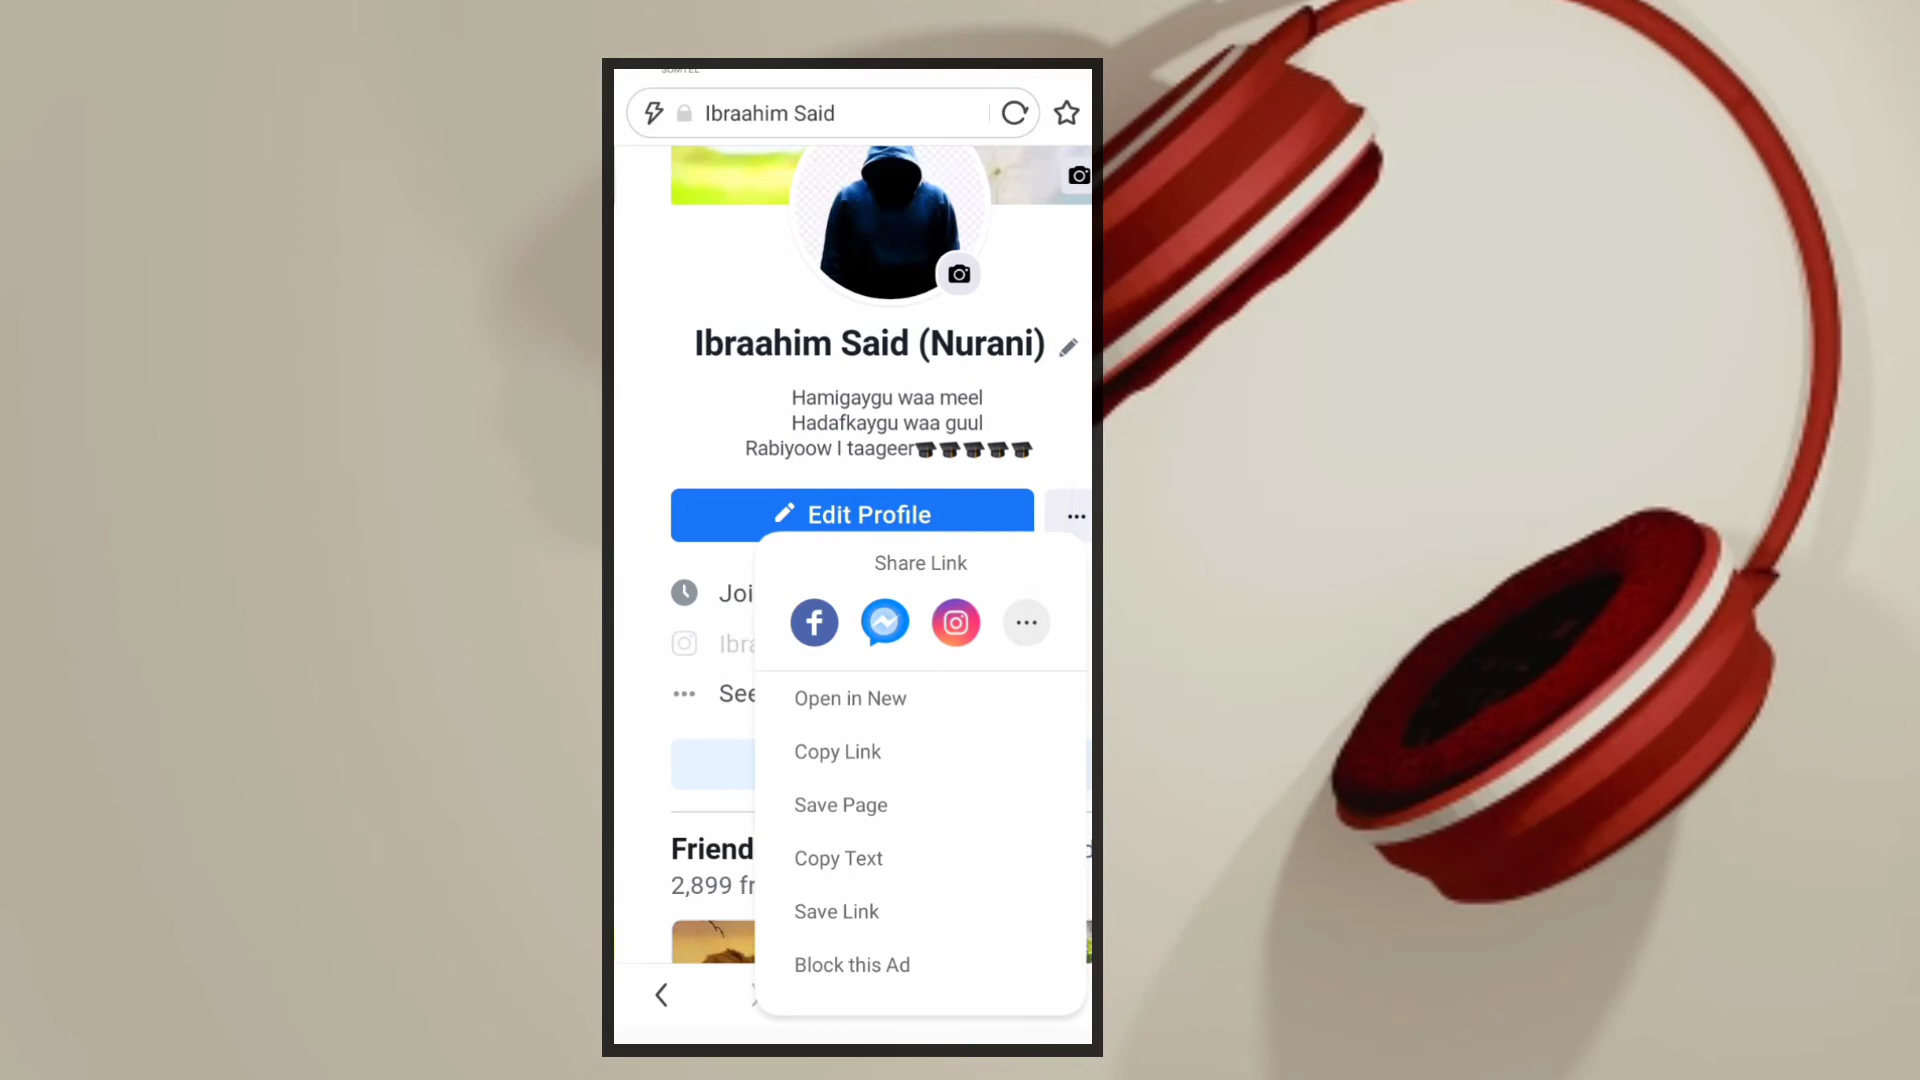 SOMTEL
Ibraahim Said
Ibraahim Said (Nurani)
Hamigaygu waa meel
Hadafkaygu waa guul
Rabiyoow I taageer🎓🎓🎓🎓🎓
Edit Profile
Share Link
Joi
Ibra
See
Open in New
Copy Link
Save Page
Friend
2,899 fr
Copy Text
Save Link
Block this Ad